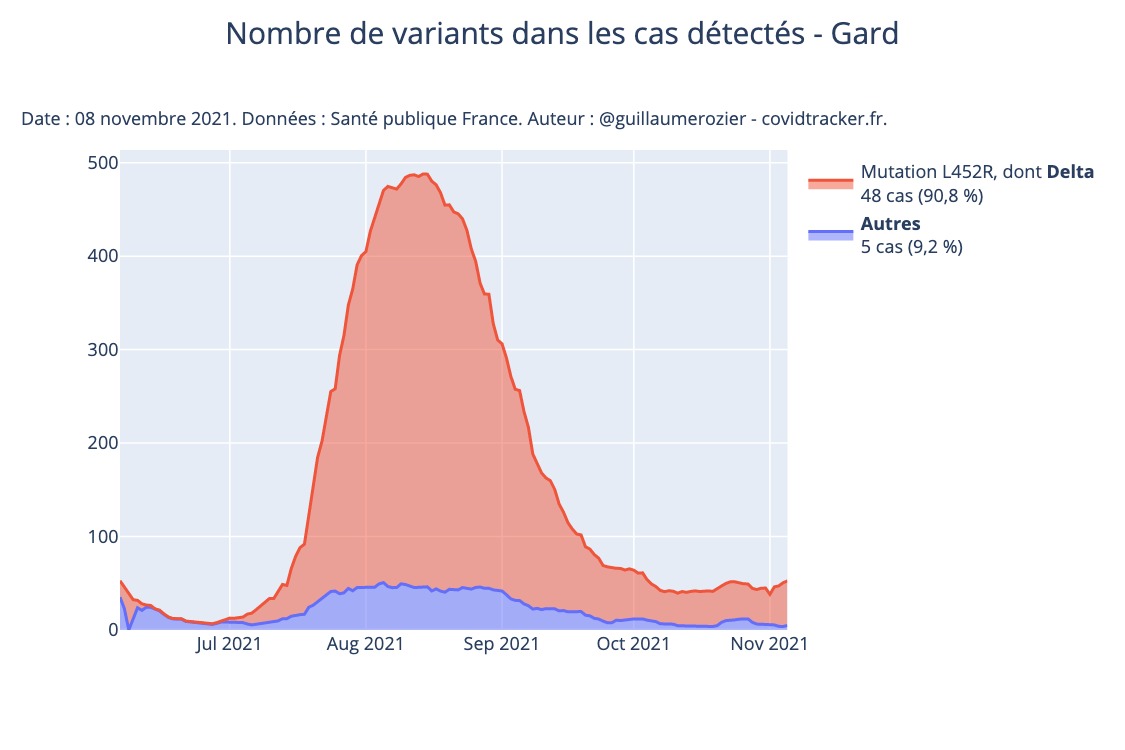 Nombre de variants dans les cas détectés - Gard
Date : 08 novembre 2021. Données : Santé publique France. Auteur : @guillaumerozier - covidtracker.fr.
500
400
300
200
100
0
Jul 2021
Aug 2021
Sep 2021
Oct 2021
Nov 2021
Mutation L452R, dont Delta
48 cas (90,8 %)
Autres
5 cas (9,2 %)